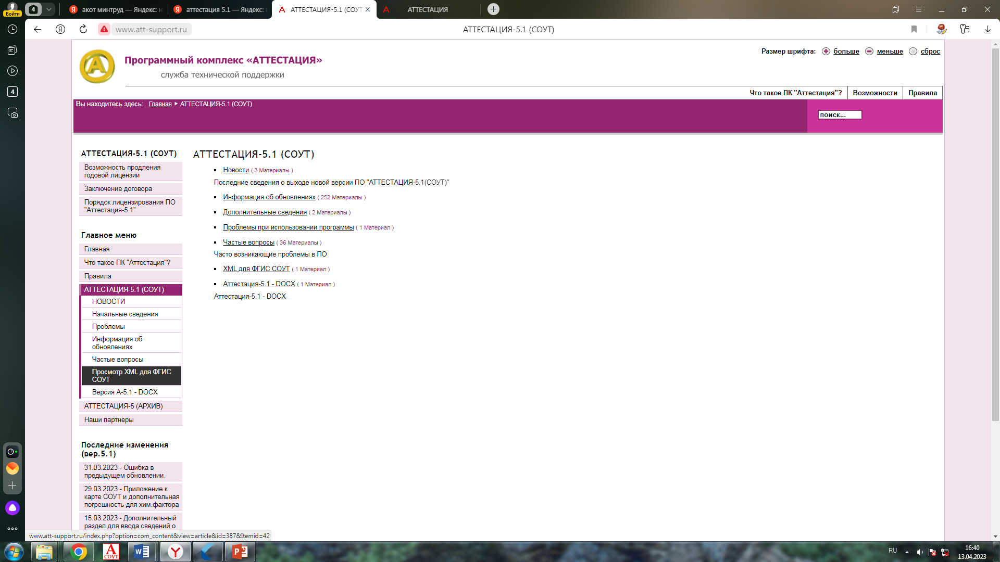 Войти
4
акот минтруд — Яндекс: н
аттестация 5.1 — Яндекс:
АТТЕСТАЦИЯ-5.1 (СОУТ
АТТЕСТАЦИЯ
www.att-support.ru
АТТЕСТАЦИЯ-5.1 (СОУТ)
4
Программный комплекс «АТТЕСТАЦИЯ»
служба технической поддержки
Размер шрифта: больше меньше сброс
Что такое ПК "Аттестация"? Возможности Правила
Вы находитесь здесь: Главная АТТЕСТАЦИЯ-5.1 (СОУТ)
поиск...
АТТЕСТАЦИЯ-5.1 (СОУТ)
Возможность продления
годовой лицензии
Заключение договора
Порядок лицензирования ПО
"Аттестация-5.1"
Главное меню
Главная
Что такое ПК "Аттестация"?
Правила
АТТЕСТАЦИЯ-5.1 (СОУТ)
НОВОСТИ
Начальные сведения
Проблемы
Информация об
обновлениях
Частые вопросы
Просмотр XML для ФГИС
СОУТ
Версия А-5.1 - DOCX
АТТЕСТАЦИЯ-5 (АРХИВ)
Наши партнеры
Последние изменения
(вер.5.1)
31.03.2023 - Ошибка в
предыдущем обновлении.
29.03.2023 - Приложение к
карте СОУТ и дополнительная
погрешность для хим.фактора
15.03.2023 - Дополнительный
раздел для ввода сведений о
АТТЕСТАЦИЯ-5.1 (СОУТ)
Новости ( 3 Материалы )
Последние сведения о выходе новой версии ПО "АТТЕСТАЦИЯ-5.1(СОУТ)"
Информация об обновлениях ( 252 Материалы )
Дополнительные сведения ( 2 Материалы )
Проблемы при использовании программы ( 1 Материал )
Частые вопросы ( 36 Материалы )
Часто возникающие проблемы в ПО
XML для ФГИС СОУТ ( 1 Материал )
Аттестация-5.1 - DOCX ( 1 Материал )
Аттестация-5.1 - DOCX
www.att-support.ru/index.php?option=com_content&view=article&id=387&Itemid=42
RU
16:40
13.04.2023